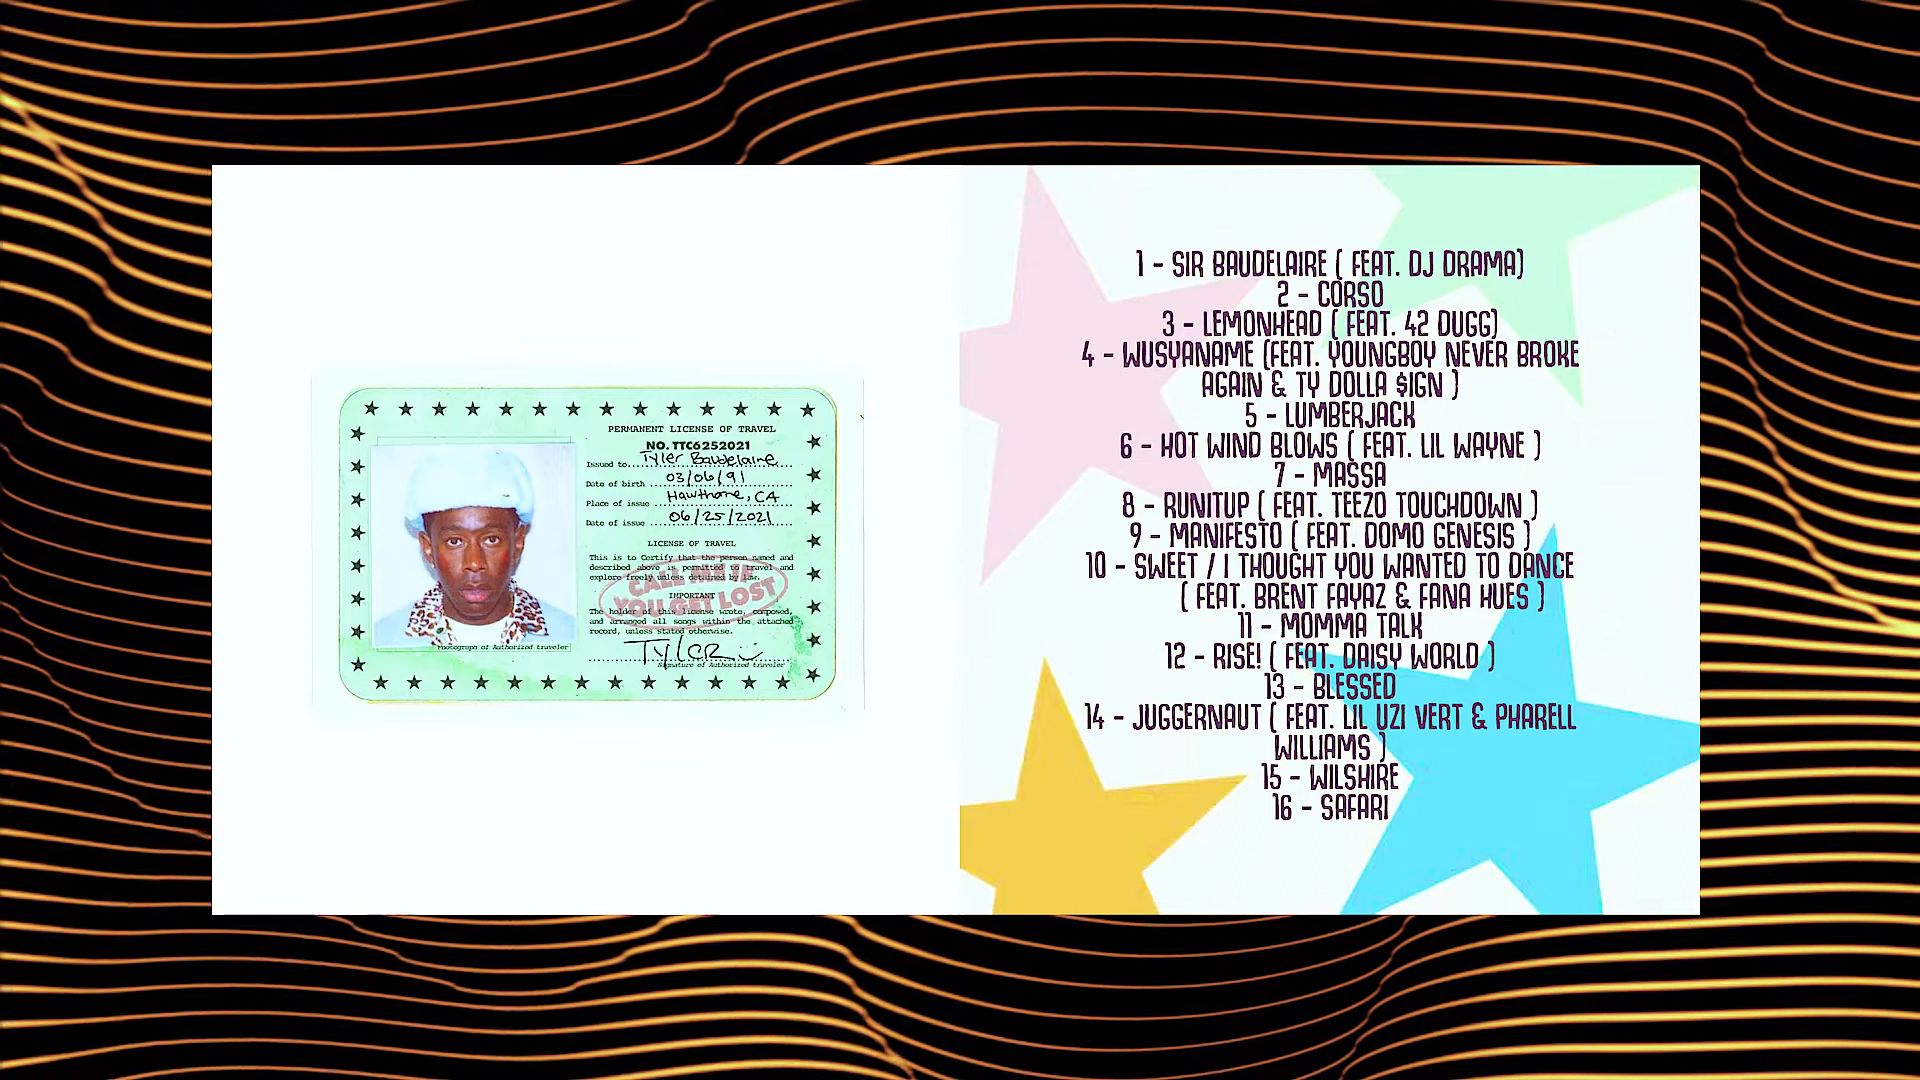 PERMANENT LICENSE OF TRAVEL
NO. TTC6252021
Issued to Tyler Baudelaire
Date of birth 03/06/91
Place of issue Hawthorne, CA
Date of issue 06/25/2021
LICENSE OF TRAVEL
This is to Certify that the person named and
described above is permitted to travel and
explore freely unless detained by law.
CALL ME IF
YOU GET LOST
IMPORTANT
The holder of this license wrote, composed,
and arranged all songs within the attached
record, unless stated otherwise.
TYler
Photograph of Authorized traveler
Signature of Authorized traveler
1 - SIR BAUDELAIRE ( FEAT. DJ DRAMA)
2 - CORSO
3 - LEMONHEAD ( FEAT. 42 DUGG)
4 - WUSYANAME (FEAT. YOUNGBOY NEVER BROKE
AGAIN & TY DOLLA $IGN )
5 - LUMBERJACK
6 - HOT WIND BLOWS ( FEAT. LIL WAYNE )
7 - MASSA
8 - RUNITUP ( FEAT. TEEZO TOUCHDOWN )
9 - MANIFESTO ( FEAT. DOMO GENESIS )
10 - SWEET / I THOUGHT YOU WANTED TO DANCE
( FEAT. BRENT FAYAZ & FANA HUES )
11 - MOMMA TALK
12 - RISE! ( FEAT. DAISY WORLD )
13 - BLESSED
14 - JUGGERNAUT ( FEAT. LIL UZI VERT & PHARELL
WILLIAMS )
15 - WILSHIRE
16 - SAFARI